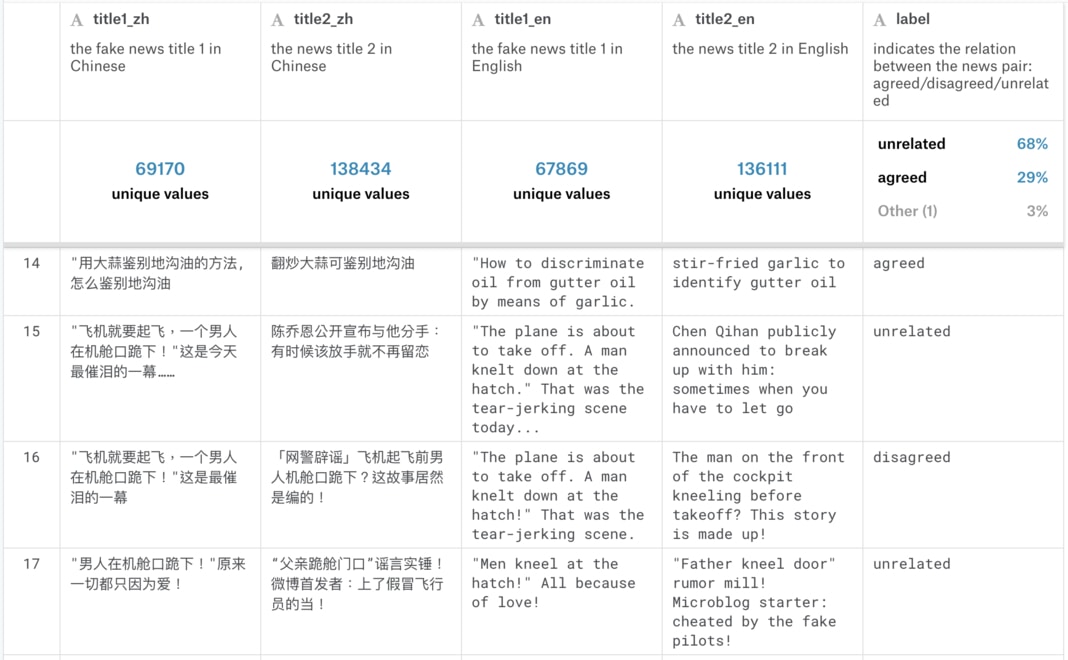 A title1_zh
the fake news title 1 in
Chinese
A title2_zh
the news title 2 in
Chinese
A title1_en
the fake news title 1 in
English
A title2_en
the news title 2 in English
A label
indicates the relation
between the news pair:
agreed/disagreed/unrelat
ed
69170
unique values
138434
unique values
67869
unique values
136111
unique values
unrelated 68%
agreed 29%
Other (1) 3%
14
"用大蒜鉴别地沟油的方法,
怎么鉴别地沟油
翻炒大蒜可鉴别地沟油
"How to discriminate
oil from gutter oil
by means of garlic.
stir-fried garlic to
identify gutter oil
agreed
15
"飞机就要起飞，一个男人
在机舱口跪下！"这是今天
最催泪的一幕……
陈乔恩公开宣布与他分手：
有时候该放手就不再留恋
"The plane is about
to take off. A man
knelt down at the
hatch." That was the
tear-jerking scene
today...
Chen Qihan publicly
announced to break
up with him:
sometimes when you
have to let go
unrelated
16
"飞机就要起飞，一个男人
在机舱口跪下！"这是最催
泪的一幕
「网警辟谣」飞机起飞前男
人机舱口跪下？这故事居然
是编的！
"The plane is about
to take off. A man
knelt down at the
hatch!" That was the
tear-jerking scene.
The man on the front
of the cockpit
kneeling before
takeoff? This story
is made up!
disagreed
17
"男人在机舱口跪下！"原来
一切都只因为爱！
“父亲跪舱门口”谣言实锤！
微博首发者：上了假冒飞行
员的当！
"Men kneel at the
hatch!" All because
of love!
"Father kneel door"
rumor mill!
Microblog starter:
cheated by the fake
pilots!
unrelated